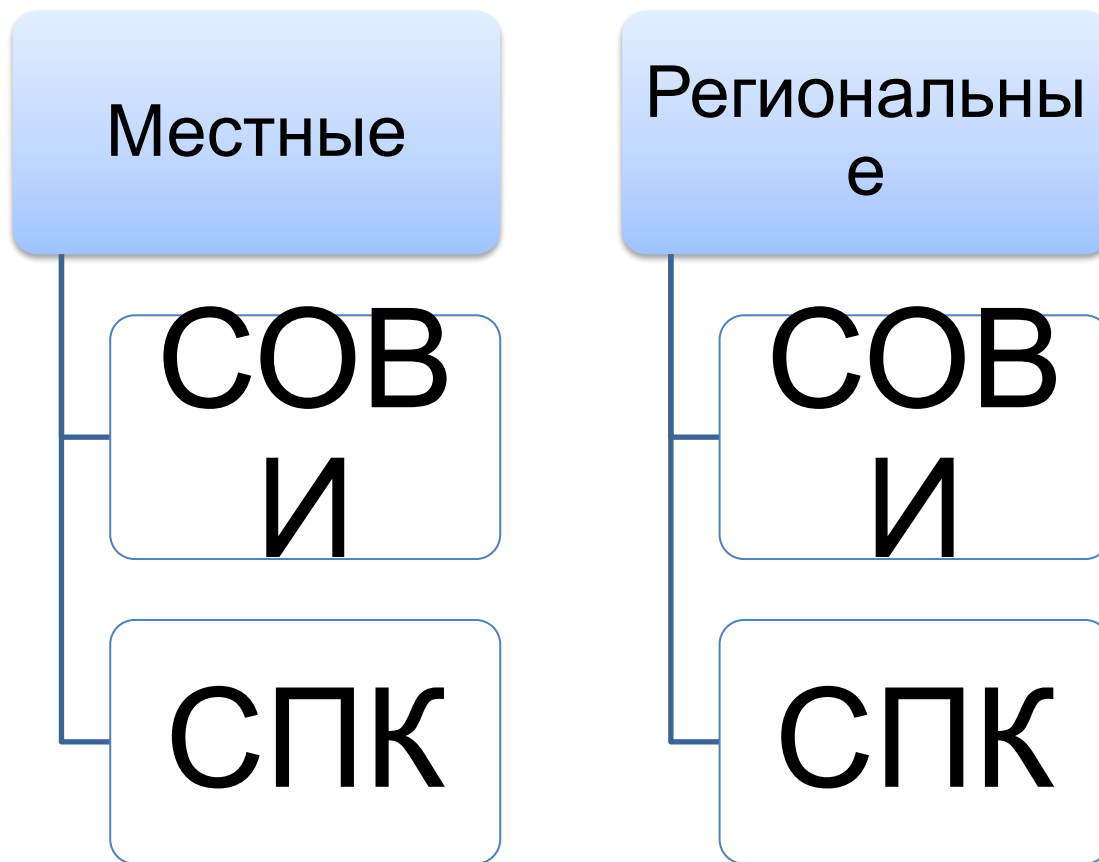 Местные
СОВ
И
СПК
Региональны
е
СОВ
И
СПК